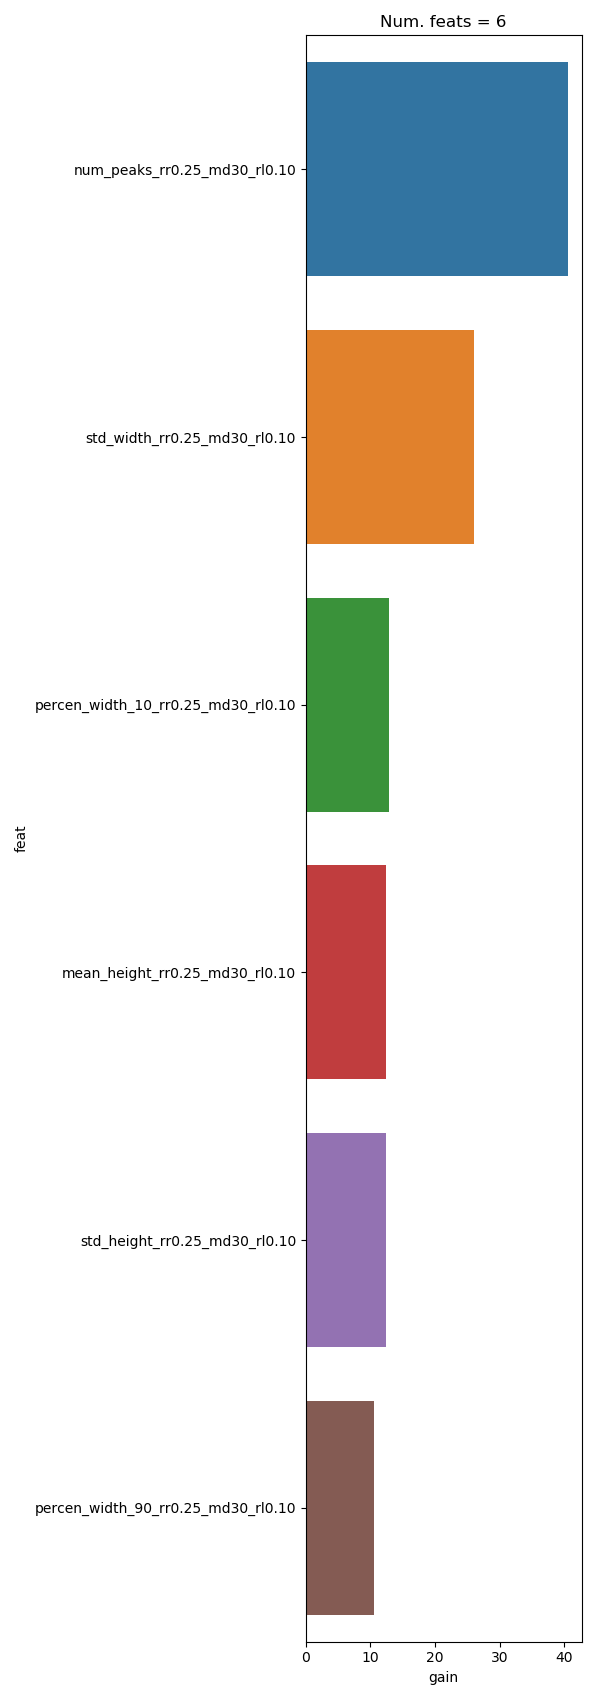 Num. feats = 6
num_peaks_rr0.25_md30_rl0.10
std_width_rr0.25_md30_rl0.10
percen_width_10_rr0.25_md30_rl0.10
feat
mean_height_rr0.25_md30_rl0.10
std_height_rr0.25_md30_rl0.10
percen_width_90_rr0.25_md30_rl0.10
0 10 20 30 40
gain